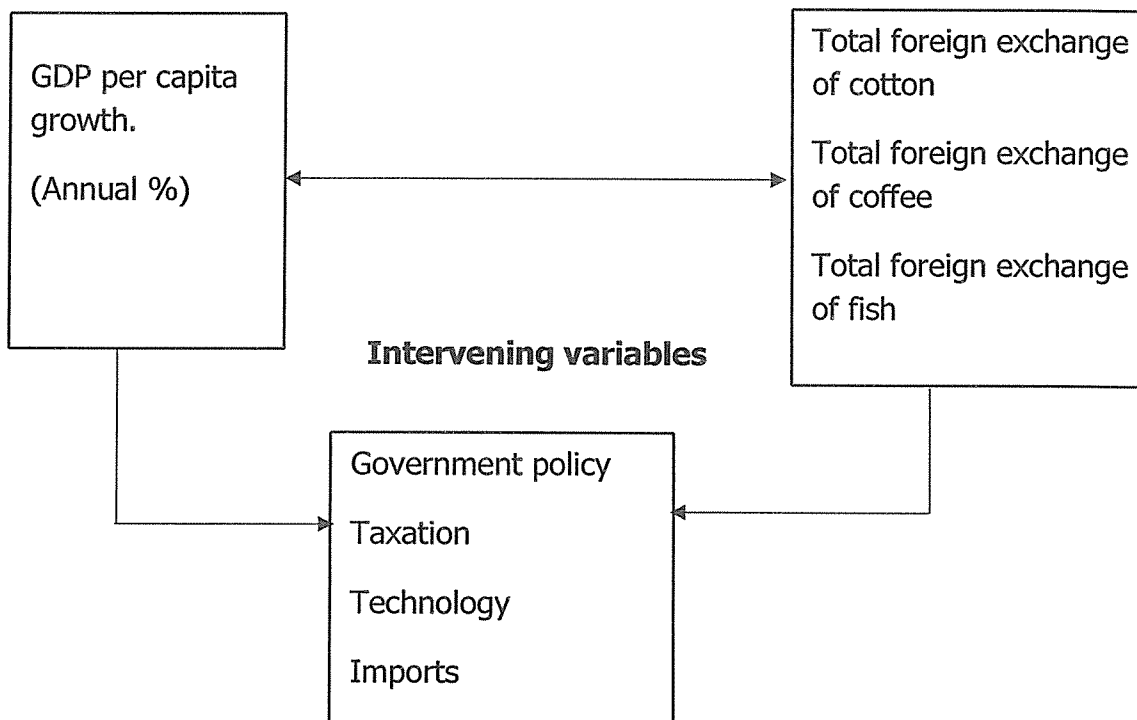 GDP per capita
growth.
(Annual %)
Total foreign exchange
of cotton
Total foreign exchange
of coffee
Total foreign exchange
of fish
Intervening variables
Government policy
Taxation
Technology
Imports